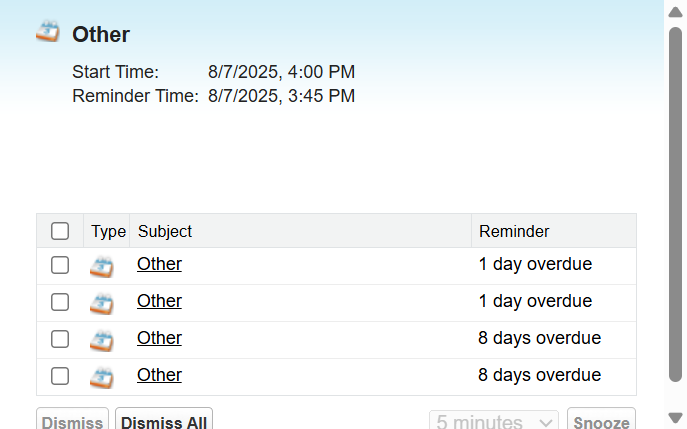 Other
Start Time: 8/7/2025, 4:00 PM
Reminder Time: 8/7/2025, 3:45 PM
Type Subject Reminder
Other 1 day overdue
Other 1 day overdue
Other 8 days overdue
Other 8 days overdue
Dismiss Dismiss All 5 minutes Snooze